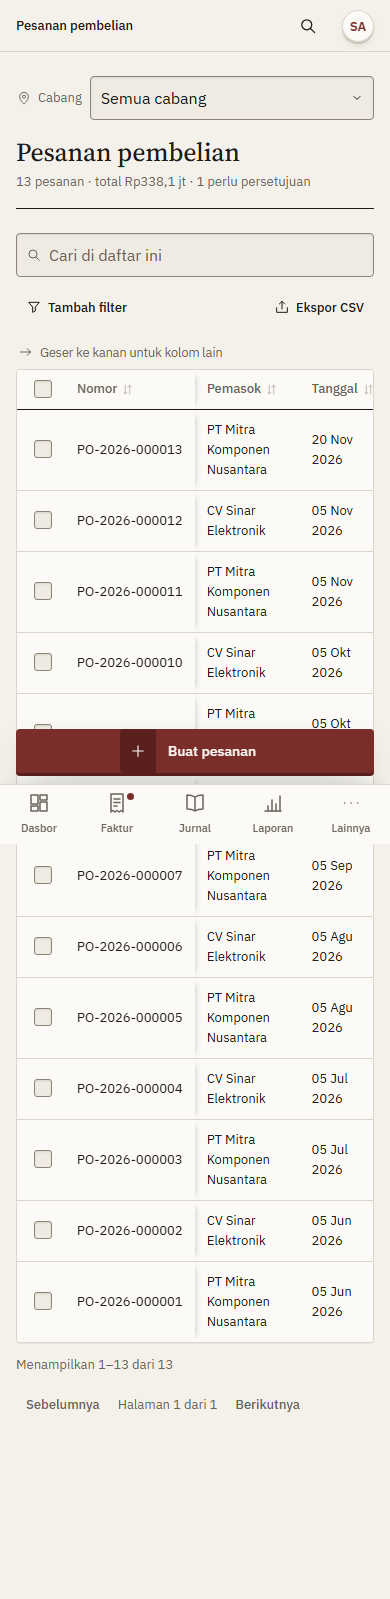 Pesanan pembelian
SA
Cabang
Semua cabang
Pesanan pembelian
13 pesanan · total Rp338,1 jt · 1 perlu persetujuan
Cari di daftar ini
Tambah filter
Ekspor CSV
Geser ke kanan untuk kolom lain
Nomor Pemasok Tanggal
PO-2026-000013
PT Mitra
Komponen
Nusantara
20 Nov
2026
PO-2026-000012
CV Sinar
Elektronik
05 Nov
2026
PO-2026-000011
PT Mitra
Komponen
Nusantara
05 Nov
2026
PO-2026-000010
CV Sinar
Elektronik
05 Okt
2026
PT Mitra
05 Okt
Buat pesanan
Dasbor
Faktur
Jurnal
Laporan
Lainnya
PO-2026-000007
PT Mitra
Komponen
Nusantara
05 Sep
2026
PO-2026-000006
CV Sinar
Elektronik
05 Agu
2026
PO-2026-000005
PT Mitra
Komponen
Nusantara
05 Agu
2026
PO-2026-000004
CV Sinar
Elektronik
05 Jul
2026
PO-2026-000003
PT Mitra
Komponen
Nusantara
05 Jul
2026
PO-2026-000002
CV Sinar
Elektronik
05 Jun
2026
PO-2026-000001
PT Mitra
Komponen
Nusantara
05 Jun
2026
Menampilkan 1–13 dari 13
Sebelumnya
Halaman 1 dari 1
Berikutnya